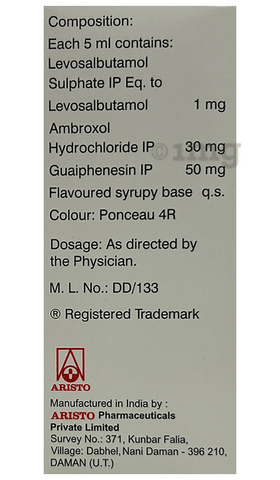 Composition:
Each 5 ml contains:
Levosalbutamol
Sulphate IP Eq. to
Levosalbutamol 1 mg
Ambroxol
Hydrochloride IP 30 mg
Guaiphenesin IP 50 mg
Flavoured syrupy base q.s.
Colour: Ponceau 4R
Dosage: As directed by
the Physician.
M. L. No.: DD/133
® Registered Trademark
ARISTO
Manufactured in India by :
ARISTO Pharmaceuticals
Private Limited
Survey No.: 371, Kunbar Falia,
Village: Dabhel, Nani Daman - 396 210,
DAMAN (U.T.)